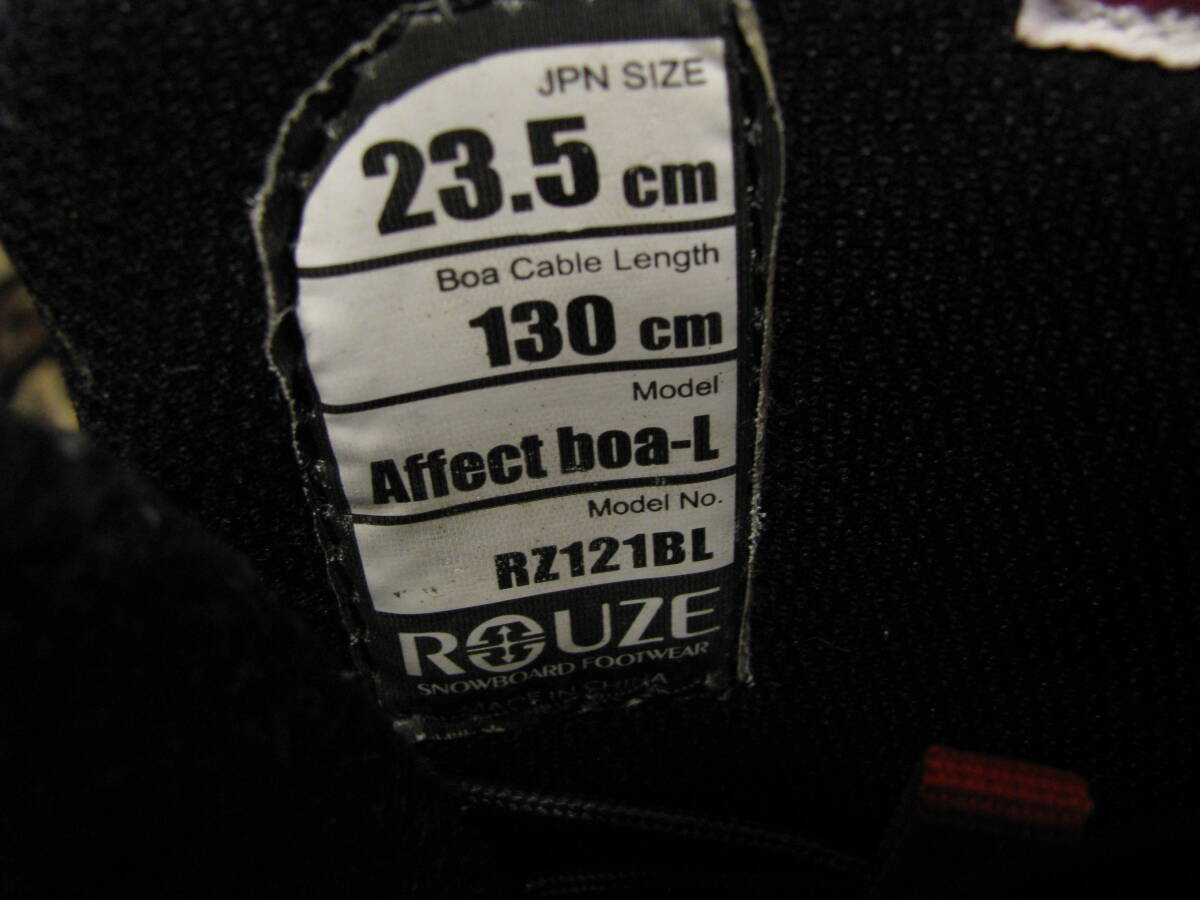 JPN SIZE
23.5 cm
Boa Cable Length
130 cm
Model
Affect boa-L
Model No.
RZ121BL
ROUZE
SNOWBOARD FOOTWEAR
MADE IN CHINA